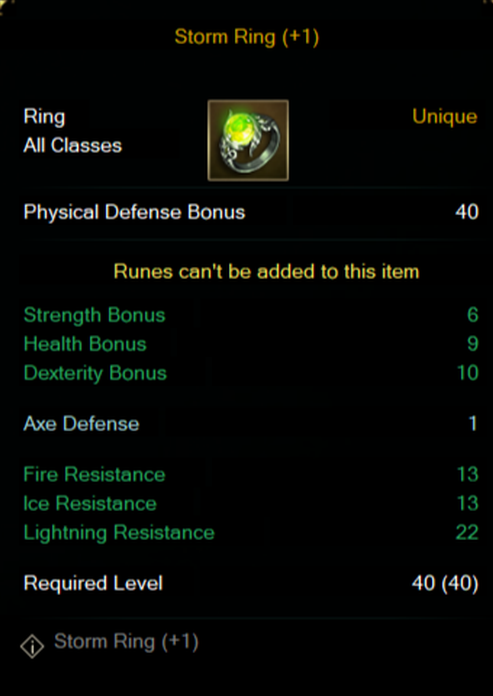 Storm Ring (+1)
Ring
Unique
All Classes
Physical Defense Bonus 40
Runes can't be added to this item
Strength Bonus 6
Health Bonus 9
Dexterity Bonus 10
Axe Defense 1
Fire Resistance 13
Ice Resistance 13
Lightning Resistance 22
Required Level 40 (40)
Storm Ring (+1)